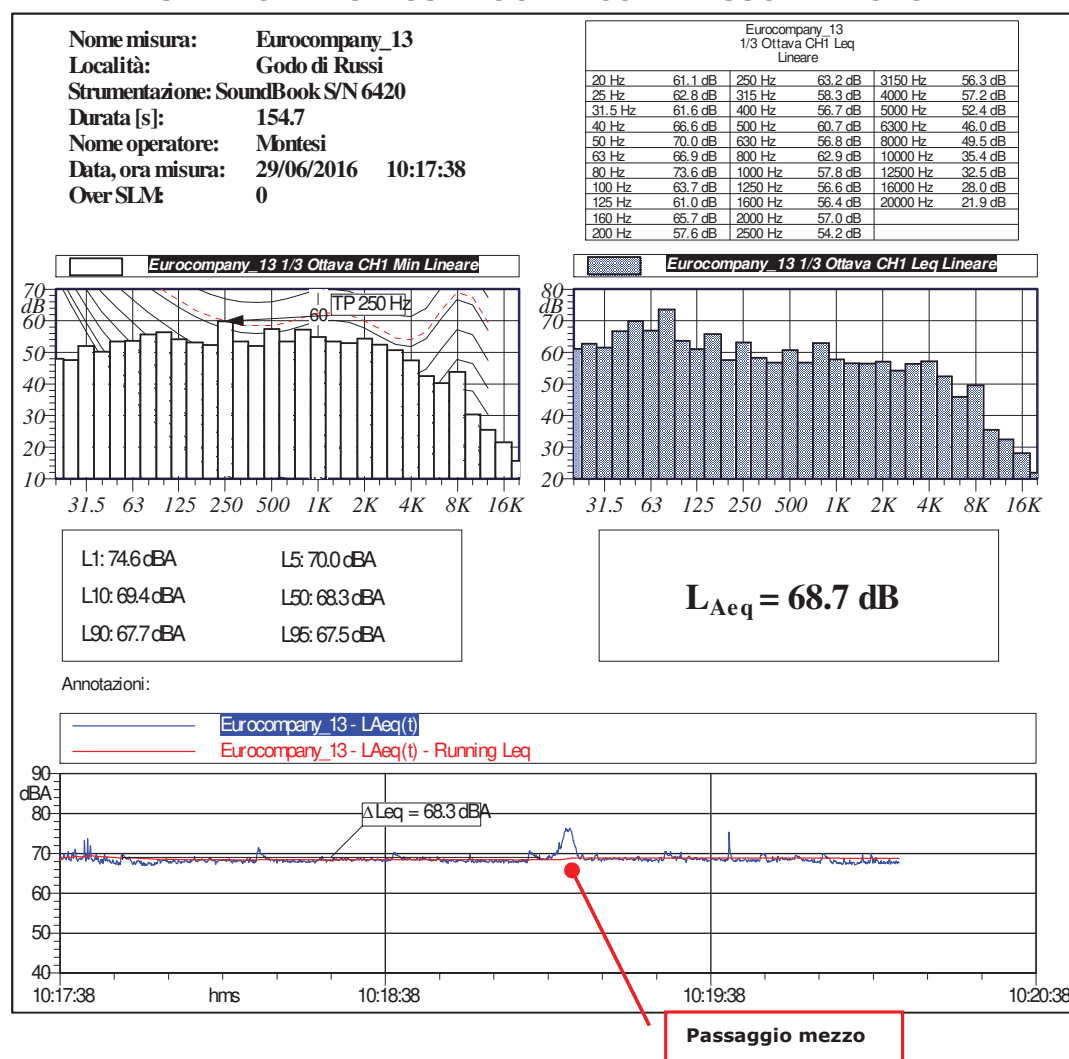 Nome misura: Eurocompany_13
Località: Godo di Russi
Strumentazione: SoundBook S/N 6420
Durata [s]: 154.7
Nome operatore: Montesi
Data, ora misura: 29/06/2016 10:17:38
Over SLM: 0
Eurocompany_13
1/3 Ottava CH1 Leq
Lineare
20 Hz 61.1 dB 250 Hz 63.2 dB 3150 Hz 56.3 dB
25 Hz 62.8 dB 315 Hz 58.3 dB 4000 Hz 57.2 dB
31.5 Hz 61.6 dB 400 Hz 56.7 dB 5000 Hz 52.4 dB
40 Hz 66.6 dB 500 Hz 60.7 dB 6300 Hz 46.0 dB
50 Hz 70.0 dB 630 Hz 56.8 dB 8000 Hz 49.5 dB
63 Hz 66.9 dB 800 Hz 62.9 dB 10000 Hz 35.4 dB
80 Hz 73.6 dB 1000 Hz 57.8 dB 12500 Hz 32.5 dB
100 Hz 63.7 dB 1250 Hz 56.6 dB 16000 Hz 28.0 dB
125 Hz 61.0 dB 1600 Hz 56.4 dB 20000 Hz 21.9 dB
160 Hz 65.7 dB 2000 Hz 57.0 dB
200 Hz 57.6 dB 2500 Hz 54.2 dB
Eurocompany_13 1/3 Ottava CH1 Min Lineare
70
dB
60
50
40
30
20
10
TP 250 Hz
60
31.5 63 125 250 500 1K 2K 4K 8K 16K
Eurocompany_13 1/3 Ottava CH1 Leq Lineare
80
dB
70
60
50
40
30
20
31.5 63 125 250 500 1K 2K 4K 8K 16K
L1: 74.6 dBA L5: 70.0 dBA
L10: 69.4 dBA L50: 68.3 dBA
L90: 67.7 dBA L95: 67.5 dBA
LAeq = 68.7 dB
Annotazioni:
Eurocompany_13 - LAeq(t)
Eurocompany_13 - LAeq(t) - Running Leq
90
dBA
80
70
60
50
40
Δ Leq = 68.3 dBA
10:17:38 hms 10:18:38 10:19:38 10:20:38
Passaggio mezzo